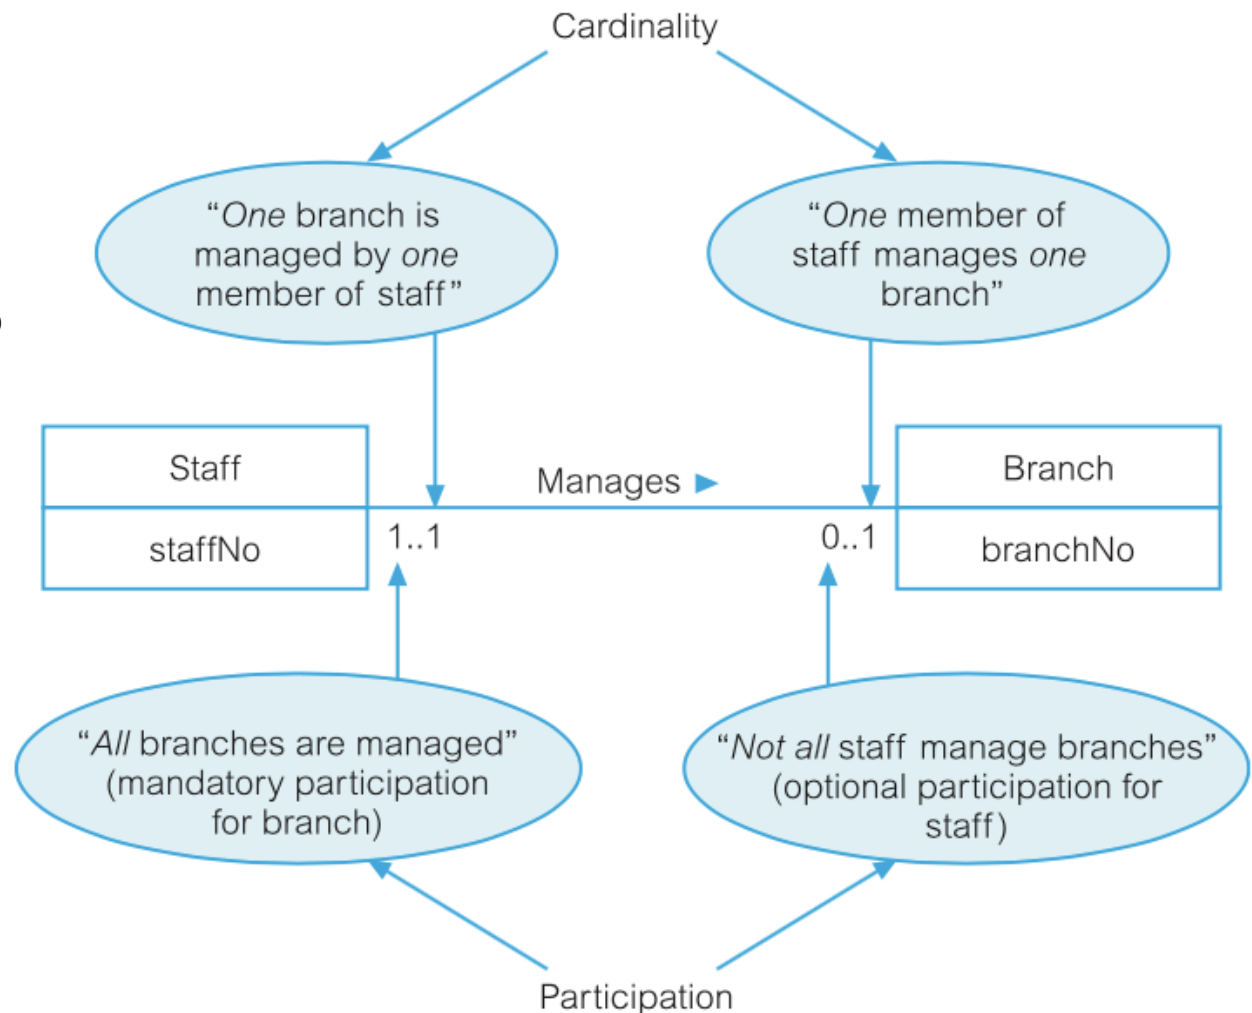 Cardinality
“One branch is
managed by one
member of staff”
“One member of
staff manages one
branch”
Staff
staffNo
Manages
1..1
0..1
Branch
branchNo
“All branches are managed”
(mandatory participation
for branch)
“Not all staff manage branches”
(optional participation for
staff)
Participation